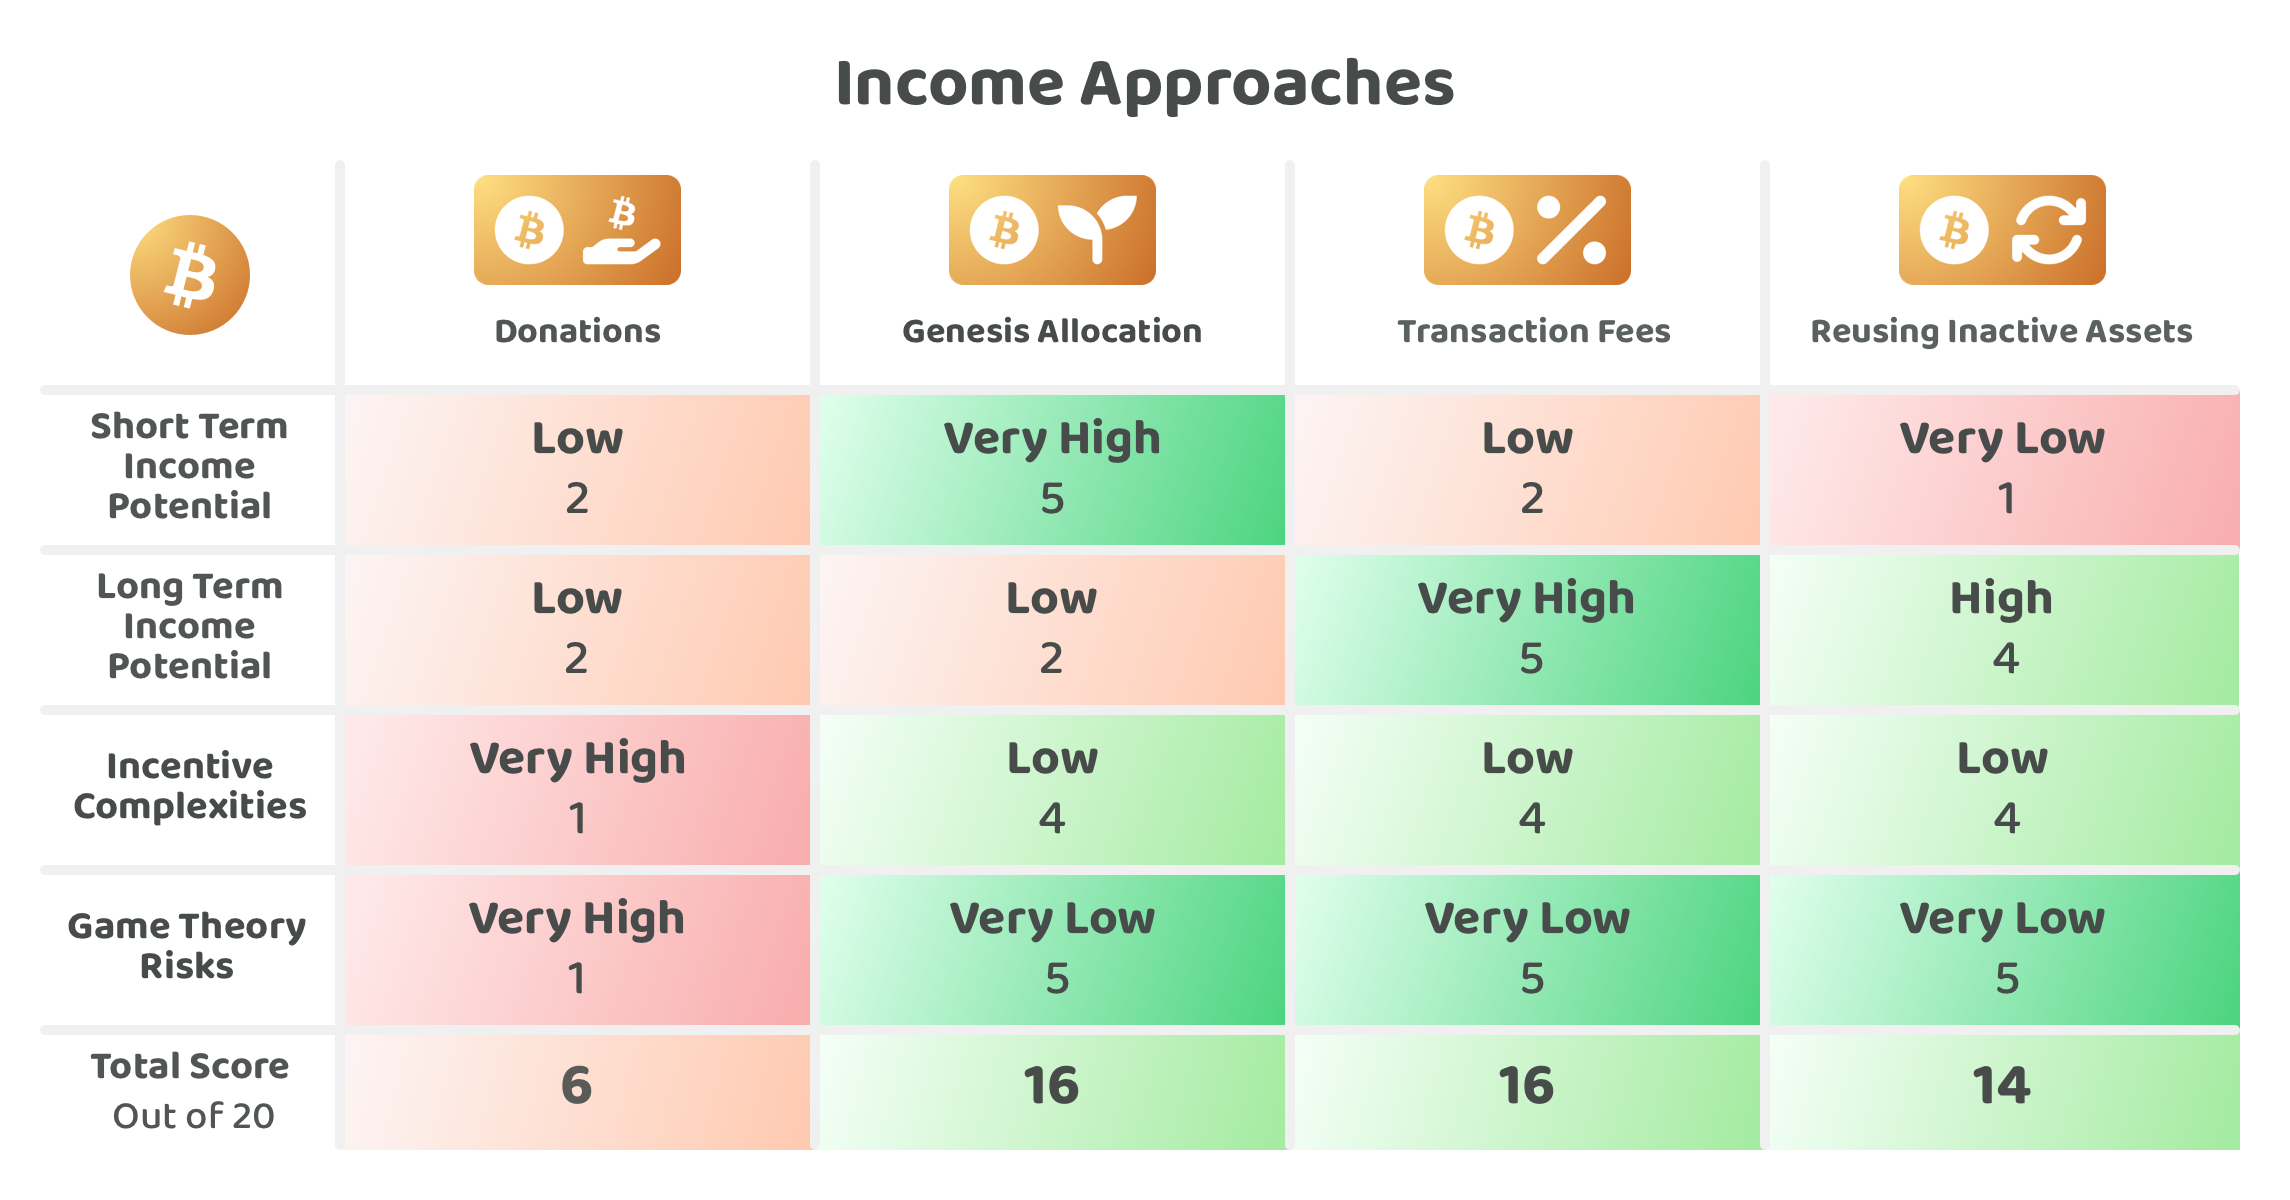 Income Approaches
Donations
Genesis Allocation
Transaction Fees
Reusing Inactive Assets
Short Term
Income
Potential
Low
2
Very High
5
Low
2
Very Low
1
Long Term
Income
Potential
Low
2
Low
2
Very High
5
High
4
Incentive
Complexities
Very High
1
Low
4
Low
4
Low
4
Game Theory
Risks
Very High
1
Very Low
5
Very Low
5
Very Low
5
Total Score
Out of 20
6
16
16
14